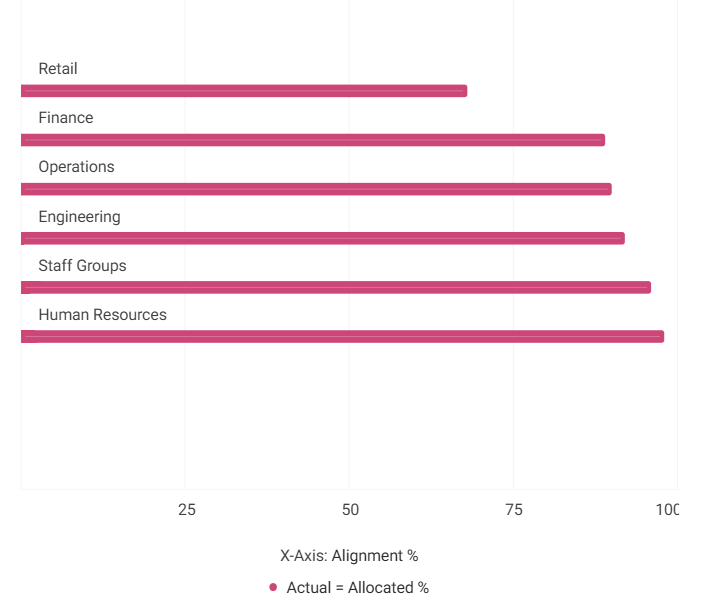 Retail
Finance
Operations
Engineering
Staff Groups
Human Resources
25 50 75 100
X-Axis: Alignment %
Actual = Allocated %